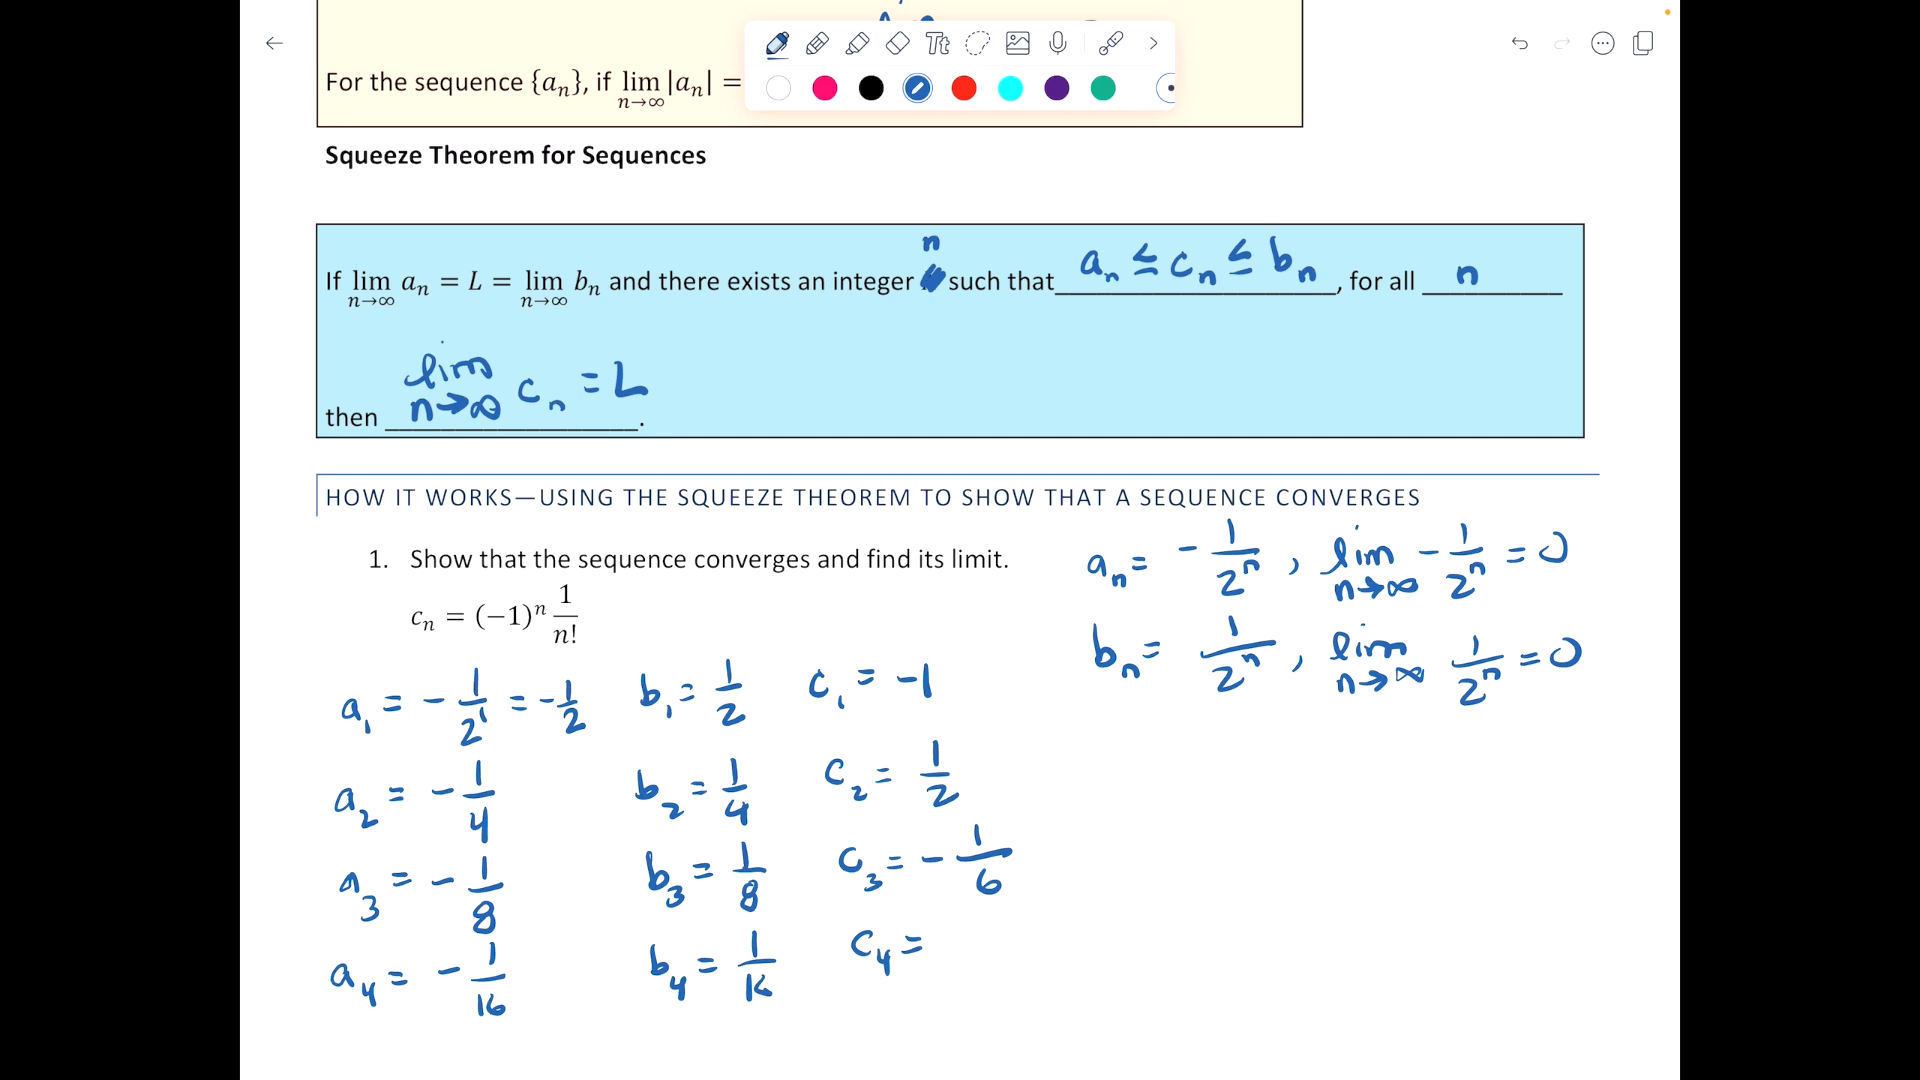 Tt
For the sequence {aₙ}, if lim n→∞ |aₙ| =
Squeeze Theorem for Sequences
n
If lim n→∞ aₙ = L = lim n→∞ bₙ and there exists an integer such that aₙ ≤ cₙ ≤ bₙ, for all n
then lim n→∞ cₙ = L.
HOW IT WORKS—USING THE SQUEEZE THEOREM TO SHOW THAT A SEQUENCE CONVERGES
1. Show that the sequence converges and find its limit.
cₙ = (−1)ⁿ 1/n!
aₙ = − 1/2ⁿ , lim n→∞ − 1/2ⁿ = 0
bₙ = 1/2ⁿ , lim n→∞ 1/2ⁿ = 0
a₁ = − 1/2¹ = − 1/2 b₁ = 1/2 c₁ = −1
a₂ = − 1/4 b₂ = 1/4 c₂ = 1/2
a₃ = − 1/8 b₃ = 1/8 c₃ = − 1/6
a₄ = − 1/16 b₄ = 1/16 c₄ =